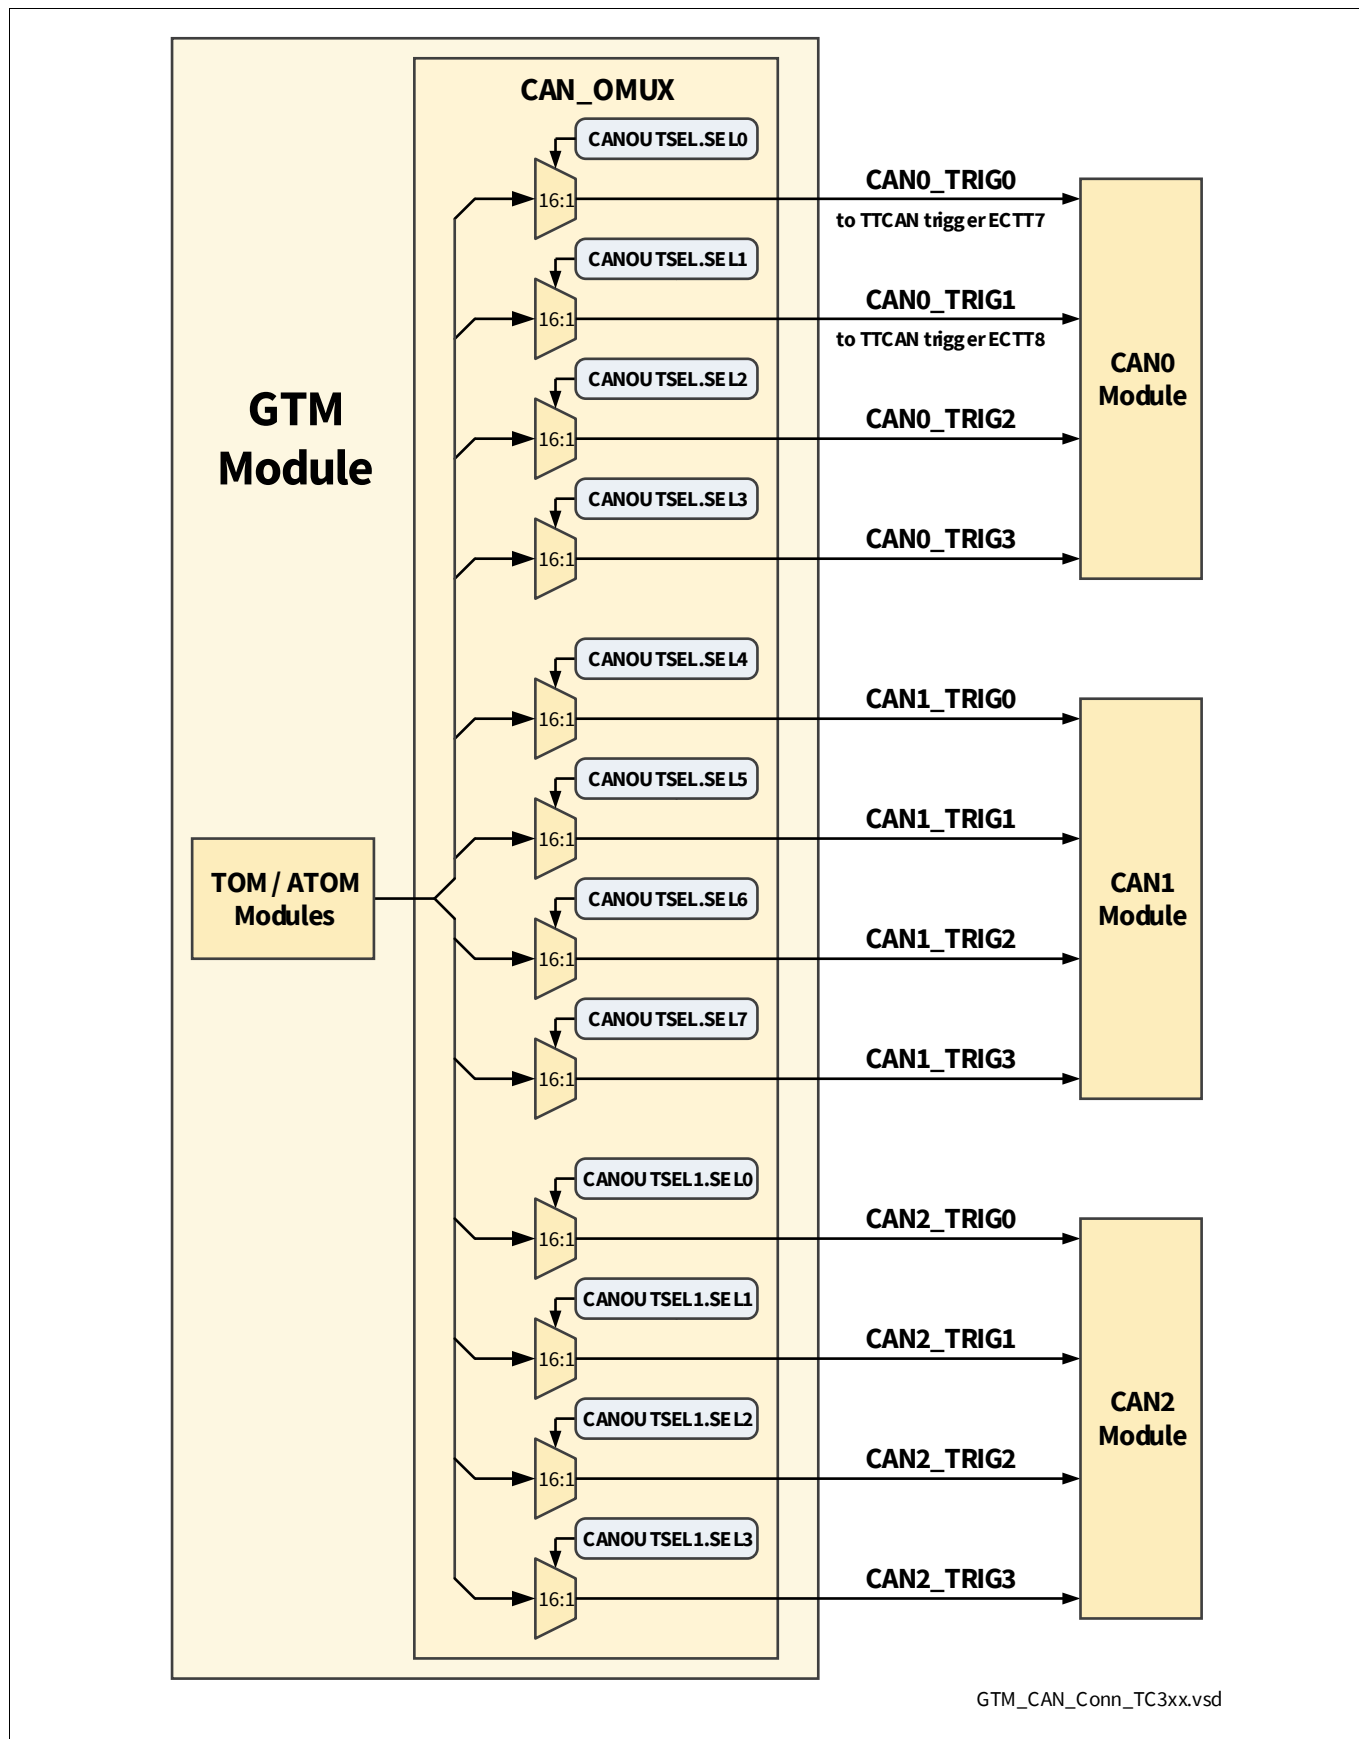 CAN_OMUX
CANOUTSEL.SEL0
CAN0_TRIG0
16:1
to TTCAN trigger ECTT7
CANOUTSEL.SEL1
CAN0_TRIG1
16:1
to TTCAN trigger ECTT8
CAN0
Module
CANOUTSEL.SEL2
GTM
Module
CAN0_TRIG2
16:1
CANOUTSEL.SEL3
CAN0_TRIG3
16:1
CANOUTSEL.SEL4
CAN1_TRIG0
16:1
CANOUTSEL.SEL5
CAN1_TRIG1
16:1
TOM / ATOM
Modules
CAN1
Module
CANOUTSEL.SEL6
CAN1_TRIG2
16:1
CANOUTSEL.SEL7
CAN1_TRIG3
16:1
CANOUTSEL1.SEL0
CAN2_TRIG0
16:1
CANOUTSEL1.SEL1
CAN2_TRIG1
16:1
CAN2
Module
CANOUTSEL1.SEL2
CAN2_TRIG2
16:1
CANOUTSEL1.SEL3
CAN2_TRIG3
16:1
GTM_CAN_Conn_TC3xx.vsd